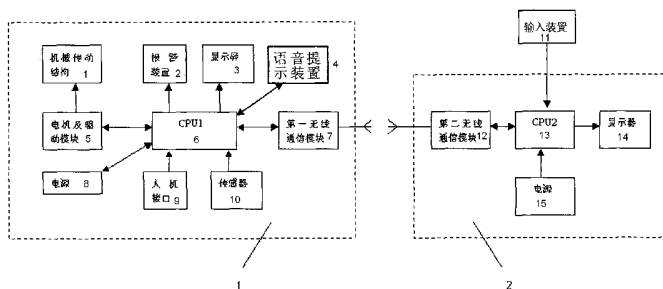 机械传动
结构 1
报警
装置 2
显示屏
3
语音提
示装置
4
电机及驱
动模块 5
CPU1
6
第一无线
通信模块 7
电源 8
人 机
接口 9
传感器
10
1
输入装置
11
第二无线
通信模块 12
CPU2
13
显示器
14
电源
15
2